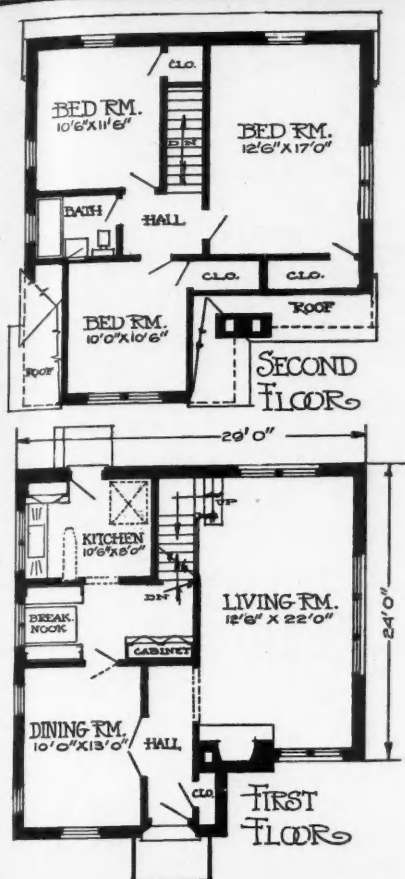 CLO.
BED RM.
10'6"X11'6"
BED RM.
12'6"X17'0"
DN
BATH
HALL
CLO.
CLO.
BED RM.
10'0"X10'6"
ROOF
ROOF
SECOND
FLOOR
29'0"
UP
KITCHEN
10'6"X8'0"
DN
LIVING RM.
12'6" X 22'0"
24'0"
BREAK.
NOOK
CABINET
DINING RM.
10'0"X13'0"
HALL
CLO
FIRST
FLOOR